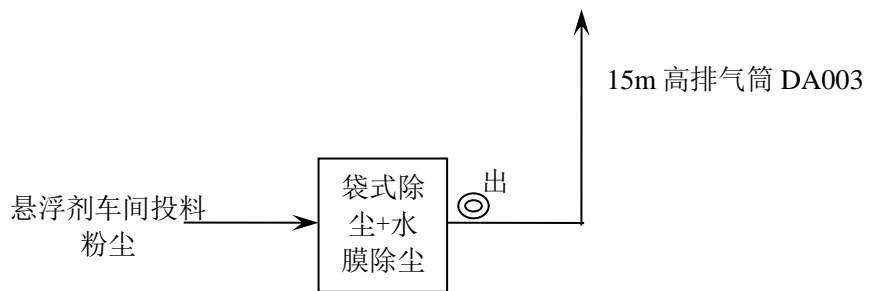 15m 高排气筒 DA003
悬浮剂车间投料
粉尘
袋式除
尘+水
膜除尘
出